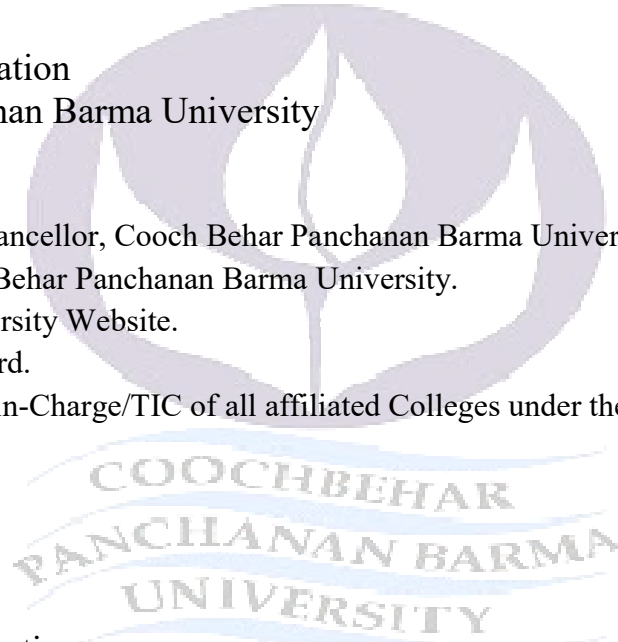 ation
nan Barma University
ancellor, Cooch Behar Panchanan Barma Univer
Behar Panchanan Barma University.
rsity Website.
rd.
in-Charge/TIC of all affiliated Colleges under the
COOCHBEHAR
PANCHANAN BARMA
UNIVERSITY